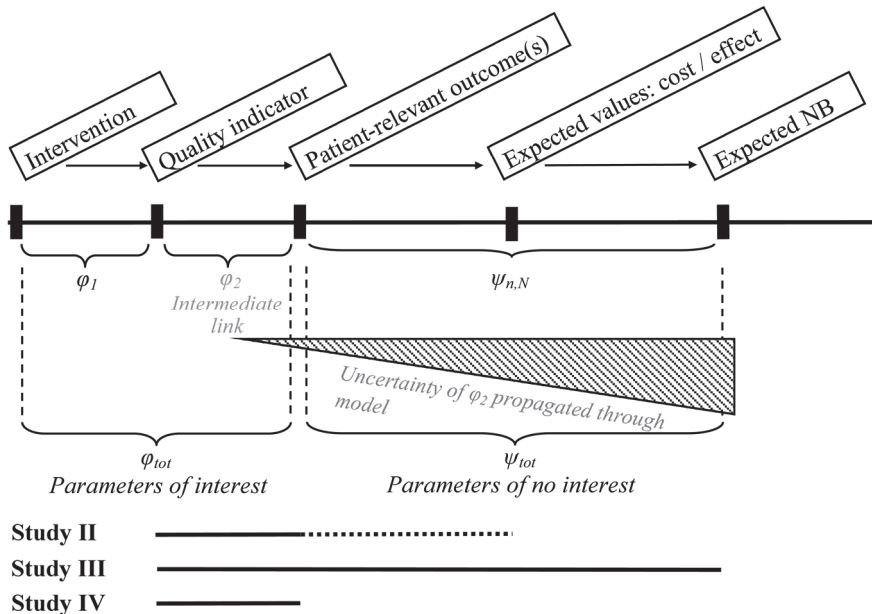 Intervention
Quality indicator
Patient-relevant outcome(s)
Expected values: cost / effect
Expected NB
φ1
φ2
Intermediate
link
ψn,N
Uncertainty of φ2 propagated through
model
φtot
Parameters of interest
ψtot
Parameters of no interest
Study II
Study III
Study IV